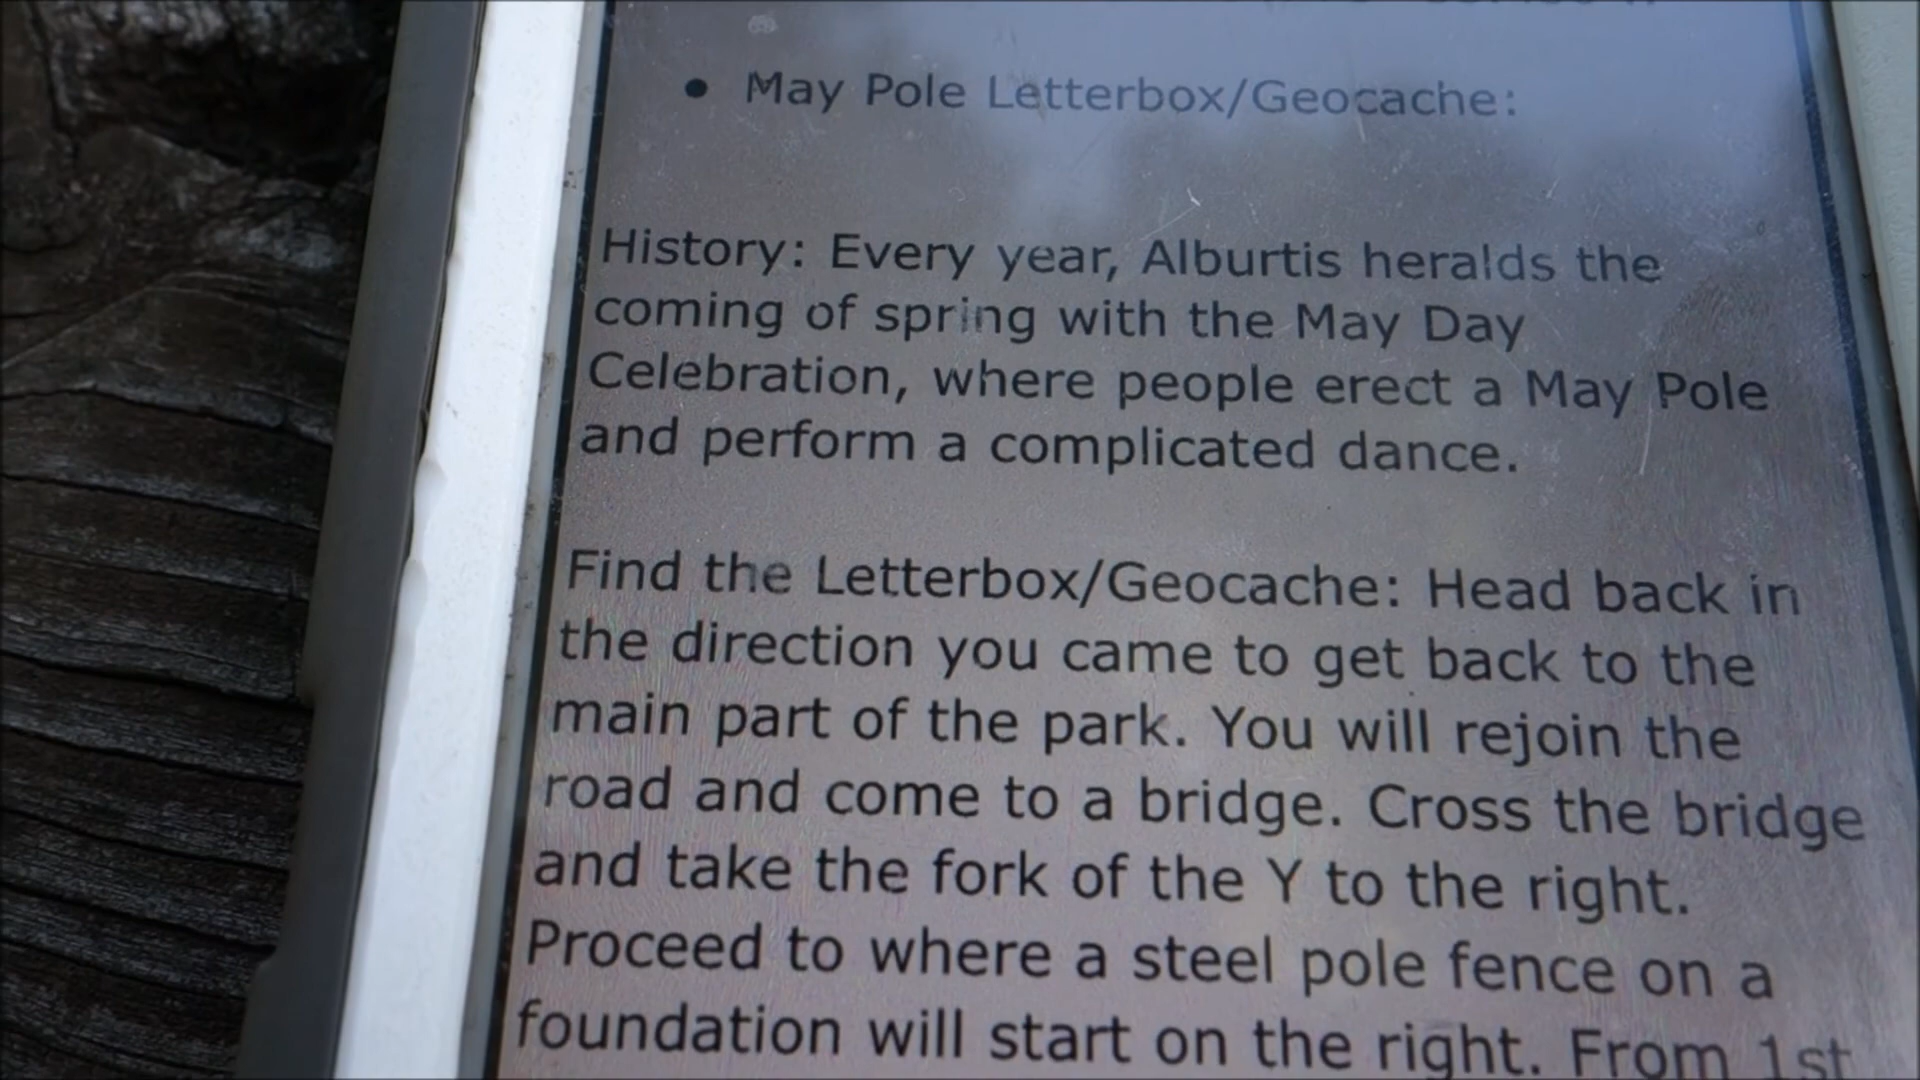 • May Pole Letterbox/Geocache:
History: Every year, Alburtis heralds the
coming of spring with the May Day
Celebration, where people erect a May Pole
and perform a complicated dance.
Find the Letterbox/Geocache: Head back in
the direction you came to get back to the
main part of the park. You will rejoin the
road and come to a bridge. Cross the bridge
and take the fork of the Y to the right.
Proceed to where a steel pole fence on a
foundation will start on the right. From 1st